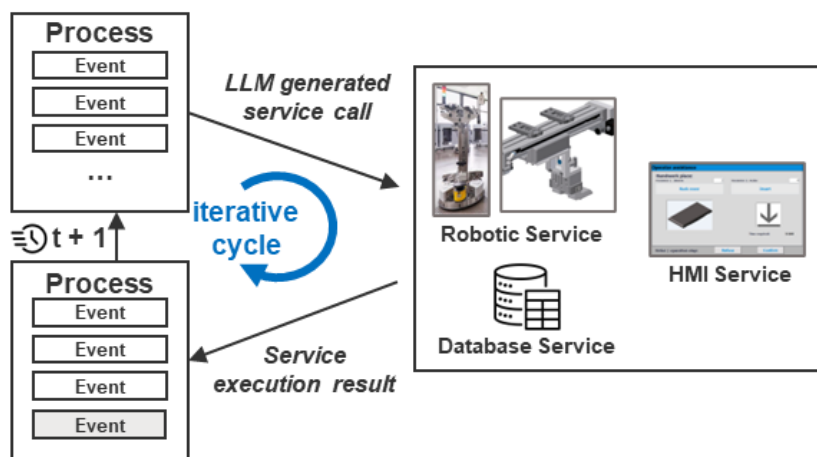 Process
Event
Event
Event
...
LLM generated
service call
iterative
cycle
t + 1
Process
Event
Event
Event
Event
Service
execution result
Robotic Service
HMI Service
Database Service